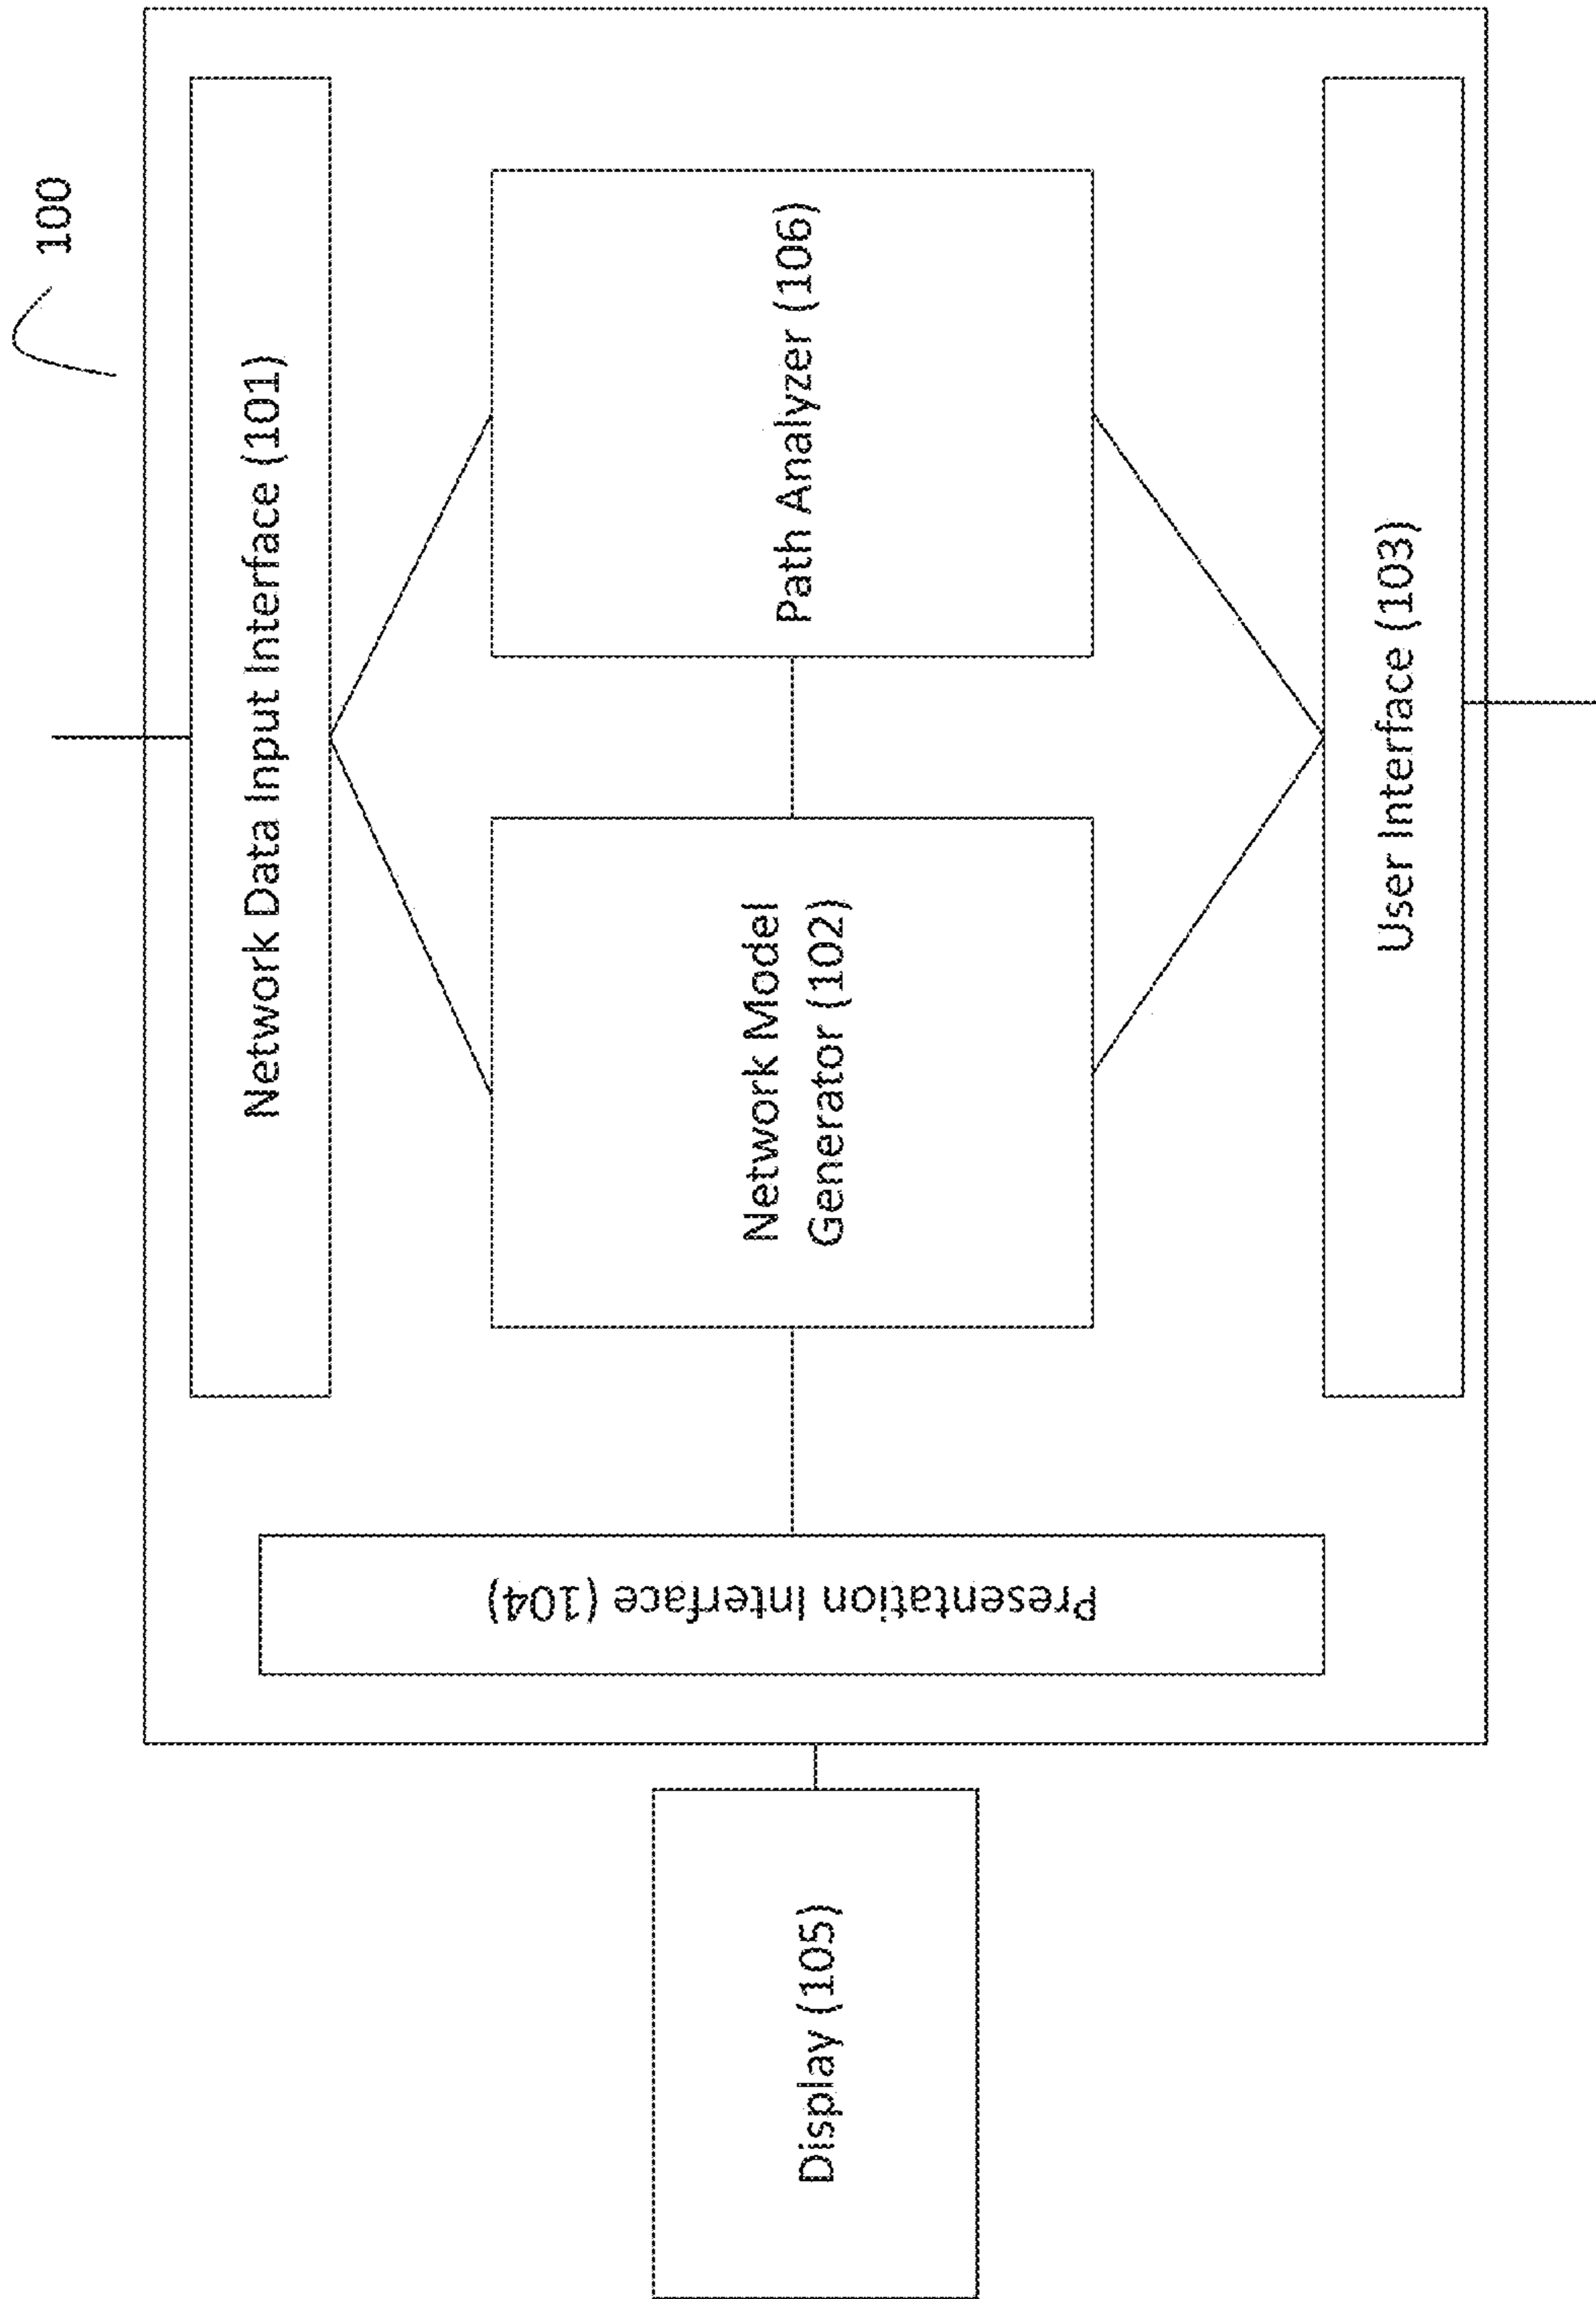 100
Network Data Input Interface (101)
Network Model
Generator (102)
Path Analyzer (106)
User Interface (103)
Presentation Interface (104)
Display (105)